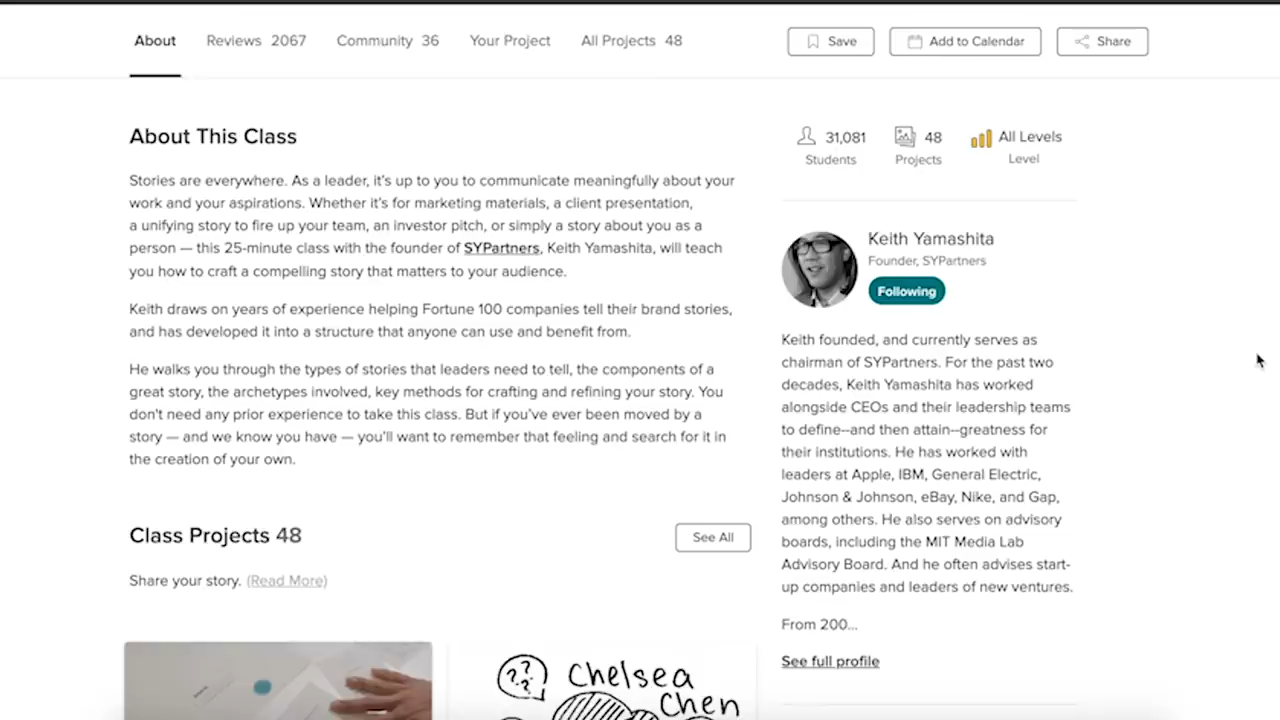 About Reviews 2067 Community 36 Your Project All Projects 48 Save Add to Calendar Share
About This Class
Stories are everywhere. As a leader, it's up to you to communicate meaningfully about your
work and your aspirations. Whether it's for marketing materials, a client presentation,
a unifying story to fire up your team, an investor pitch, or simply a story about you as a
person — this 25-minute class with the founder of SYPartners, Keith Yamashita, will teach
you how to craft a compelling story that matters to your audience.
Keith draws on years of experience helping Fortune 100 companies tell their brand stories,
and has developed it into a structure that anyone can use and benefit from.
He walks you through the types of stories that leaders need to tell, the components of a
great story, the archetypes involved, key methods for crafting and refining your story. You
don't need any prior experience to take this class. But if you've ever been moved by a
story — and we know you have — you'll want to remember that feeling and search for it in
the creation of your own.
Class Projects 48 See All
Share your story. (Read More)
??
?
Chelsea
Chen
31,081 48 All Levels
Students Projects Level
Keith Yamashita
Founder, SYPartners
Following
Keith founded, and currently serves as
chairman of SYPartners. For the past two
decades, Keith Yamashita has worked
alongside CEOs and their leadership teams
to define--and then attain--greatness for
their institutions. He has worked with
leaders at Apple, IBM, General Electric,
Johnson & Johnson, eBay, Nike, and Gap,
among others. He also serves on advisory
boards, including the MIT Media Lab
Advisory Board. And he often advises start-
up companies and leaders of new ventures.
From 200...
See full profile